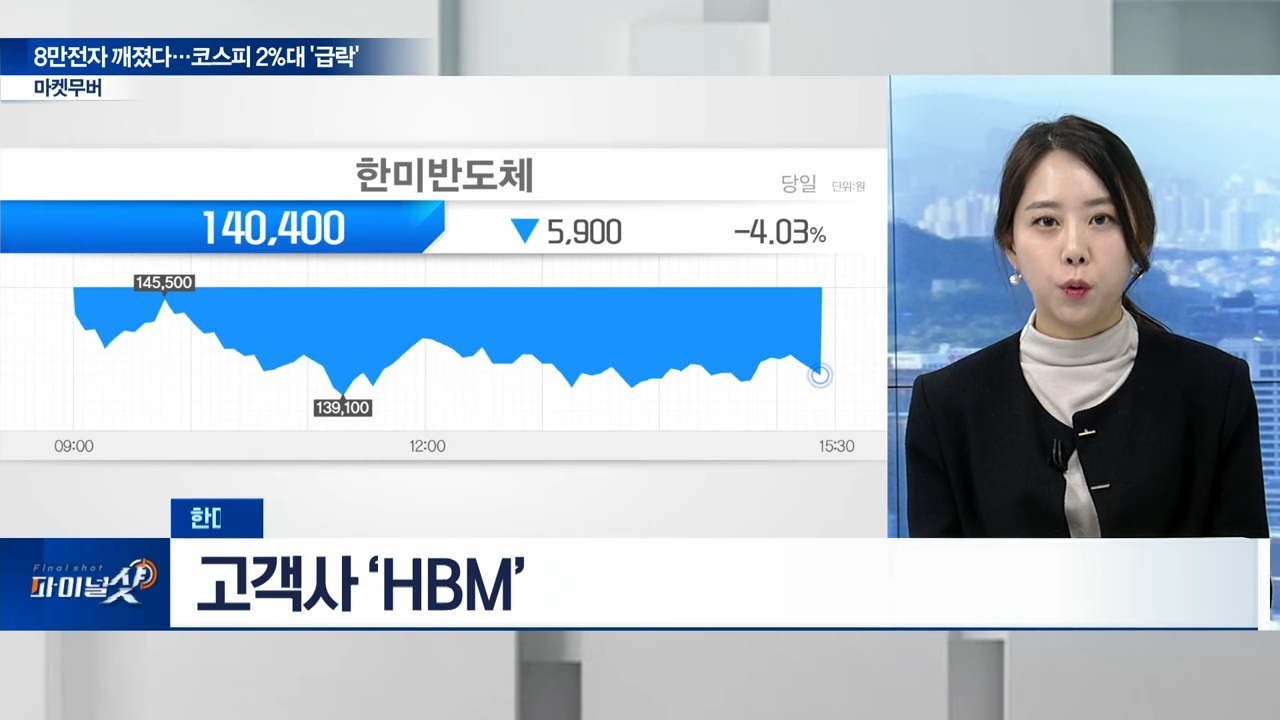 8만전자 깨졌다…코스피 2%대 '급락'
마켓무버
한미반도체
당일 단위:원
140,400 ▼ 5,900 -4.03%
145,500
139,100
09:00 12:00 15:30
한
Final shot
파이널샷
고객사 ‘HBM’